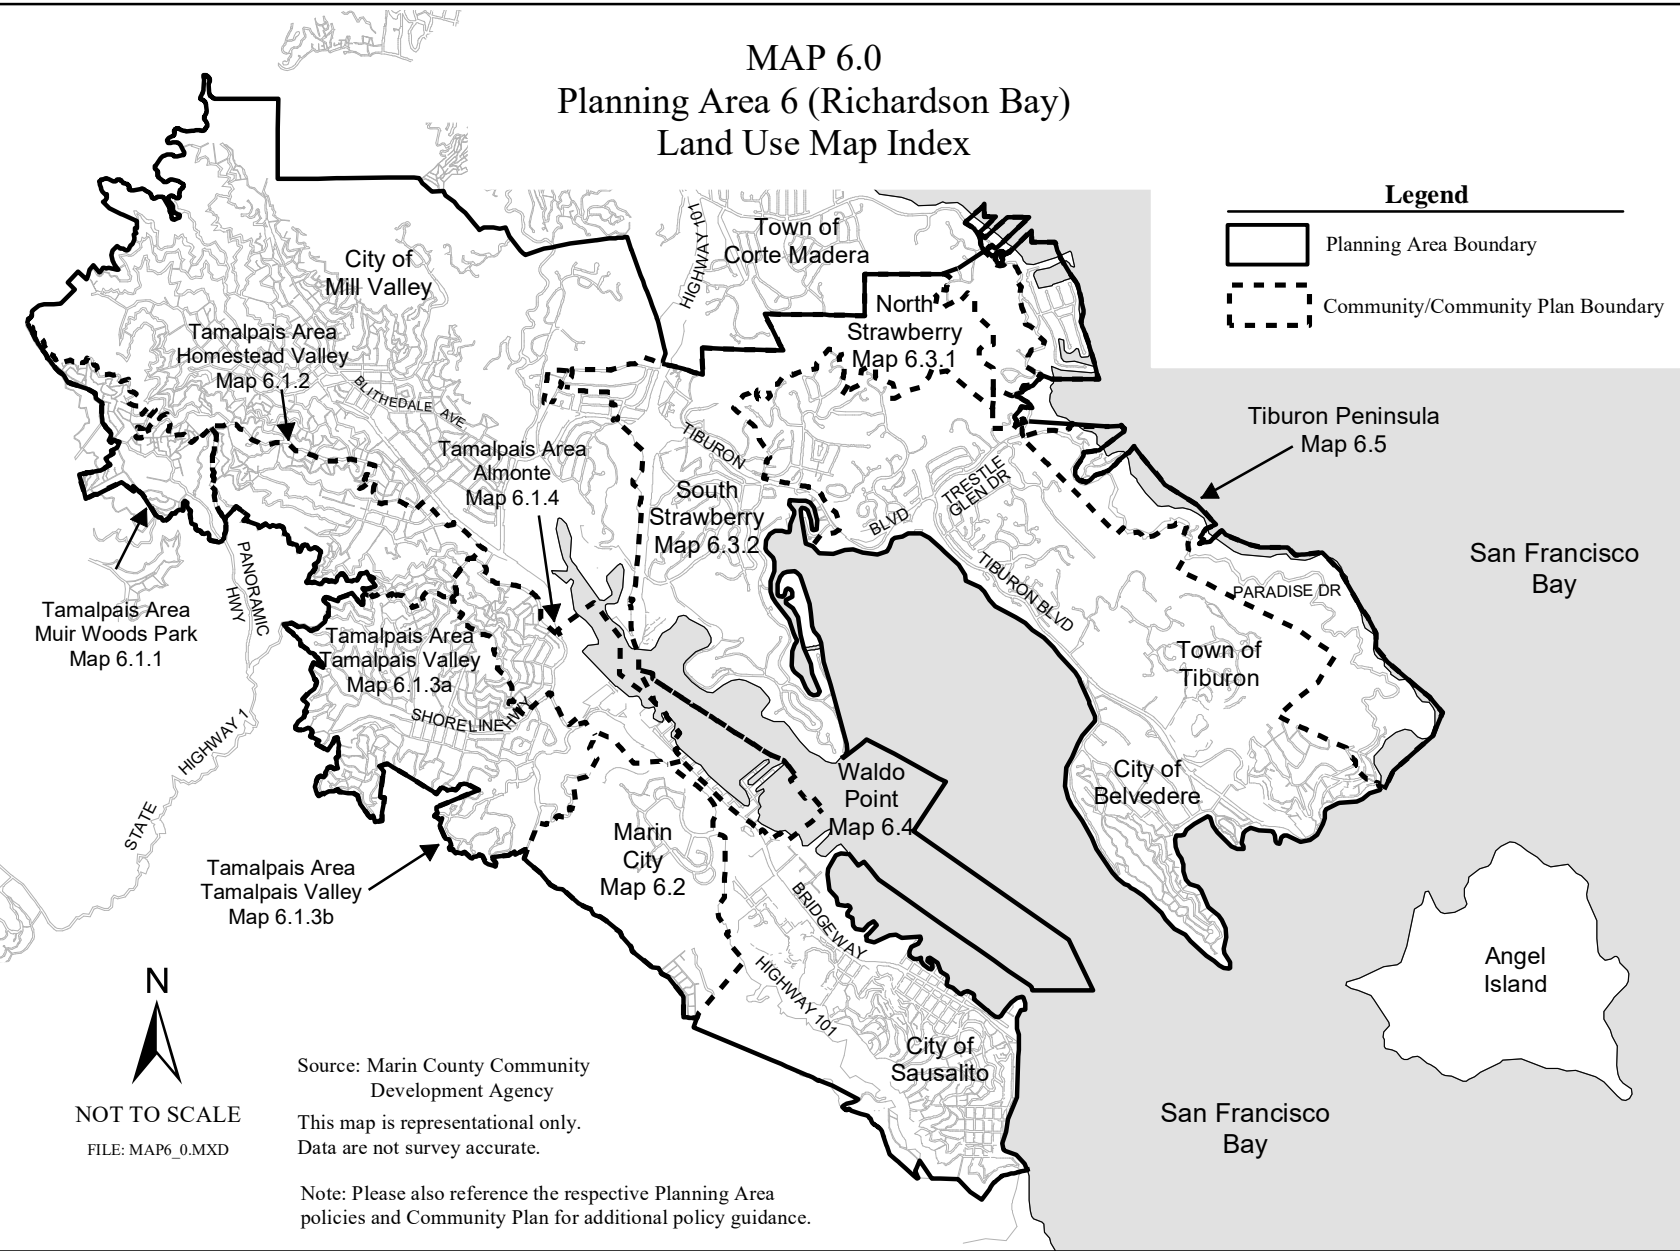 MAP 6.0
Planning Area 6 (Richardson Bay)
Land Use Map Index
Legend
Planning Area Boundary
Community/Community Plan Boundary
HIGHWAY 101
Town of
Corte Madera
City of
Mill Valley
North
Strawberry
Map 6.3.1
Tamalpais Area
Homestead Valley
Map 6.1.2
BLITHEDALE AVE
Tiburon Peninsula
Map 6.5
TIBURON
BLVD
Tamalpais Area
Almonte
Map 6.1.4
TRESTLE
GLEN DR
South
Strawberry
Map 6.3.2
San Francisco
Bay
TIBURON BLVD
PARADISE DR
PANORAMIC
HWY
Tamalpais Area
Muir Woods Park
Map 6.1.1
Tamalpais Area
Tamalpais Valley
Map 6.1.3a
Town of
Tiburon
SHORELINE HWY
STATE HIGHWAY 1
City of
Belvedere
Waldo
Point
Map 6.4
Marin
City
Map 6.2
Tamalpais Area
Tamalpais Valley
Map 6.1.3b
BRIDGEWAY
HIGHWAY 101
Angel
Island
N
City of
Sausalito
NOT TO SCALE
FILE: MAP6_0.MXD
Source: Marin County Community
Development Agency
This map is representational only.
Data are not survey accurate.
San Francisco
Bay
Note: Please also reference the respective Planning Area
policies and Community Plan for additional policy guidance.